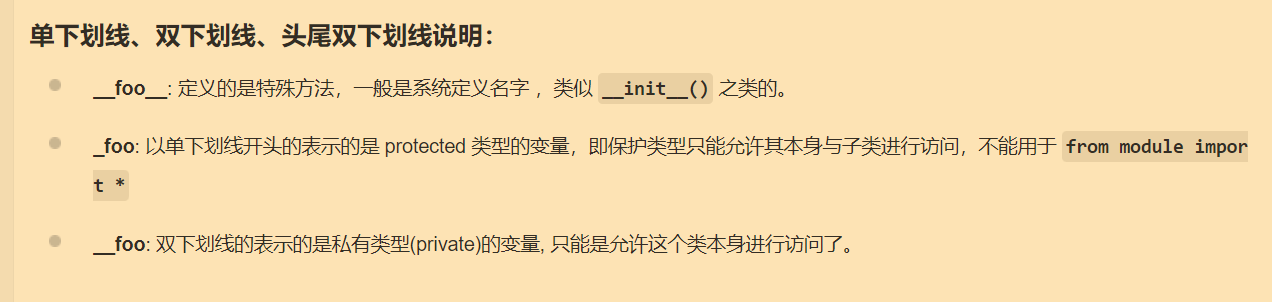 单下划线、双下划线、头尾双下划线说明：
__foo__: 定义的是特殊方法，一般是系统定义名字 ，类似 __init__() 之类的。
_foo: 以单下划线开头的表示的是 protected 类型的变量，即保护类型只能允许其本身与子类进行访问，不能用于 from module impor
t *
__foo: 双下划线的表示的是私有类型(private)的变量, 只能是允许这个类本身进行访问了。